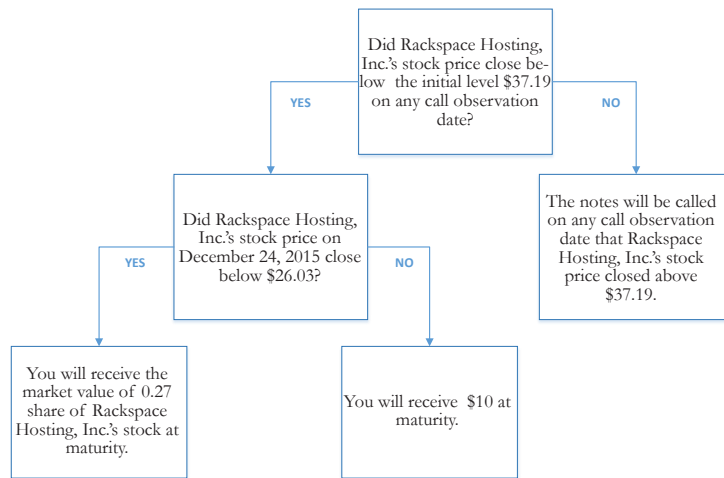 Did Rackspace Hosting,
Inc.'s stock price close be-
low the initial level $37.19
on any call observation
date?
YES
NO
Did Rackspace Hosting,
Inc.'s stock price on
December 24, 2015 close
below $26.03?
The notes will be called
on any call observation
date that Rackspace
Hosting, Inc.'s stock
price closed above
$37.19.
YES
NO
You will receive the
market value of 0.27
share of Rackspace
Hosting, Inc.'s stock at
maturity.
You will receive $10 at
maturity.